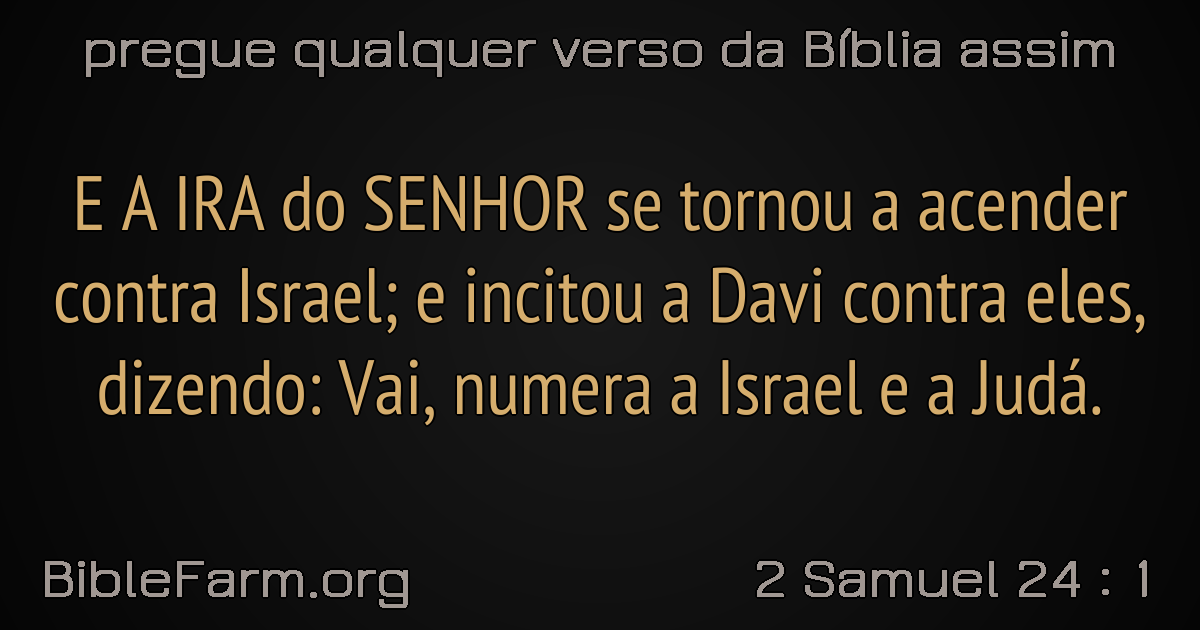 pregue qualquer verso da Bíblia assim
E A IRA do SENHOR se tornou a acender
contra Israel; e incitou a Davi contra eles,
dizendo: Vai, numera a Israel e a Judá.
BibleFarm.org
2 Samuel 24 : 1